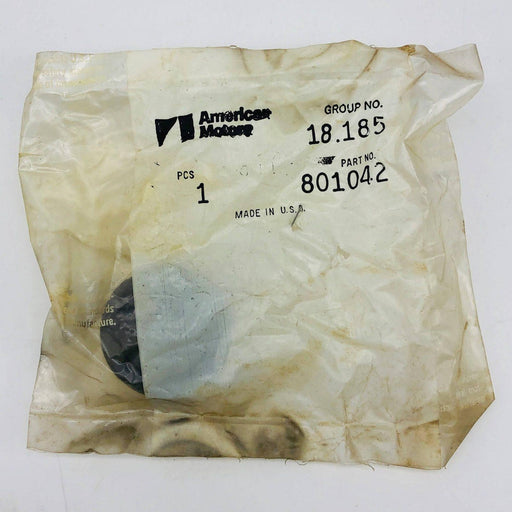 American
Motors
GROUP NO.
18.185
PCS
1
PART NO.
801042
MADE IN U.S.A.